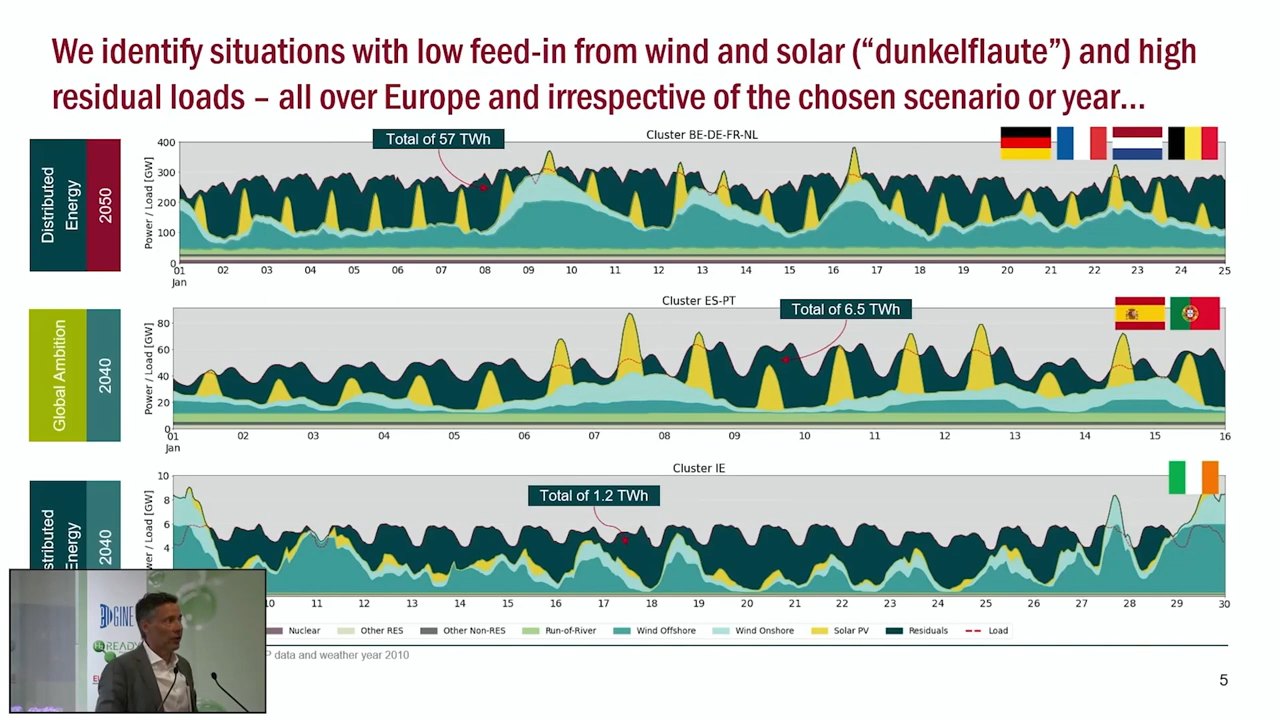 We identify situations with low feed-in from wind and solar (“dunkelflaute”) and high
residual loads – all over Europe and irrespective of the chosen scenario or year...
Distributed
Energy
2050
Total of 57 TWh
Cluster BE-DE-FR-NL
Power / Load [GW]
400
300
200
100
0
01 02 03 04 05 06 07 08 09 10 11 12 13 14 15 16 17 18 19 20 21 22 23 24 25
Jan
Global Ambition
2040
Cluster ES-PT
Total of 6.5 TWh
Power / Load [GW]
80
60
40
20
0
01 02 03 04 05 06 07 08 09 10 11 12 13 14 15 16
Jan
stributed
Energy
2040
Cluster IE
Total of 1.2 TWh
wer / Load [GW]
10
8
6
4
10 11 12 13 14 15 16 17 18 19 20 21 22 23 24 25 26 27 28 29 30
Nuclear Other RES Other Non-RES Run-of-River Wind Offshore Wind Onshore Solar PV Residuals Load
P data and weather year 2010
GINE
READY
5